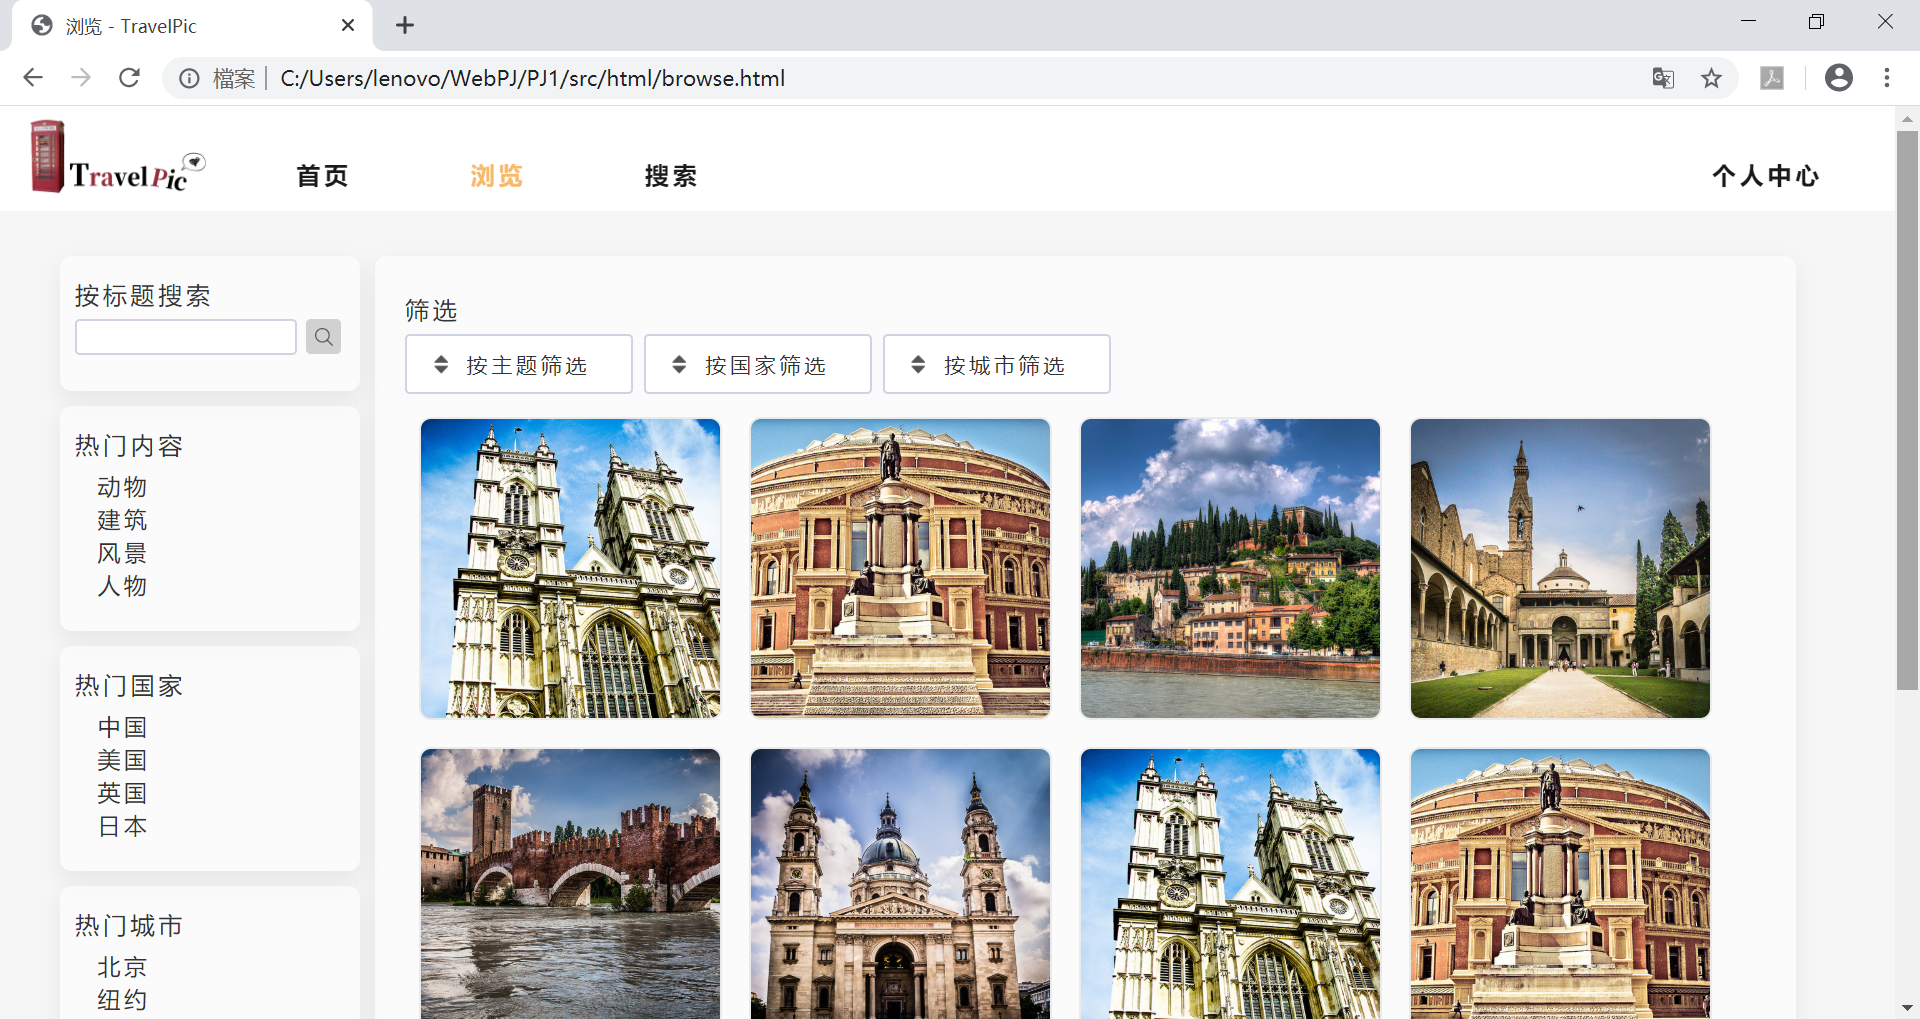 浏览 - TravelPic
檔案 | C:/Users/lenovo/WebPJ/PJ1/src/html/browse.html
TravelPic
首页
浏览
搜索
个人中心
按标题搜索
热门内容
动物
建筑
风景
人物
热门国家
中国
美国
英国
日本
热门城市
北京
纽约
筛选
按主题筛选
按国家筛选
按城市筛选